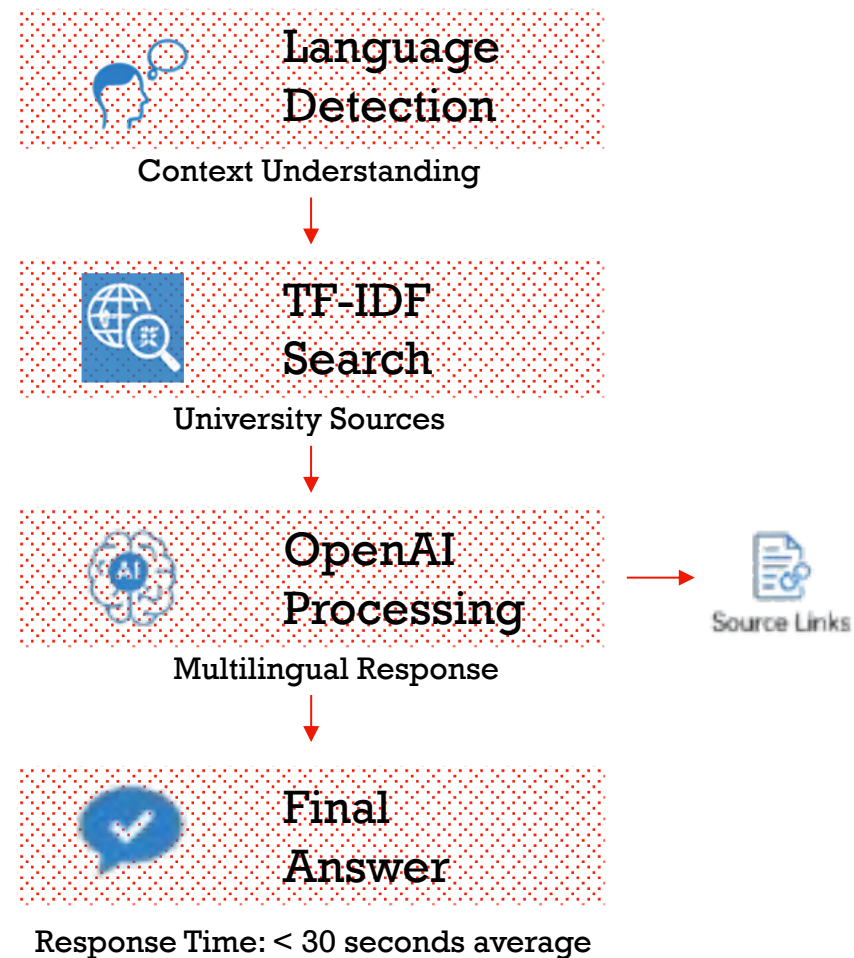 Language
Detection
Context Understanding
TF-IDF
Search
University Sources
OpenAI
Processing
AI
Source Links
Multilingual Response
Final
Answer
Response Time: < 30 seconds average